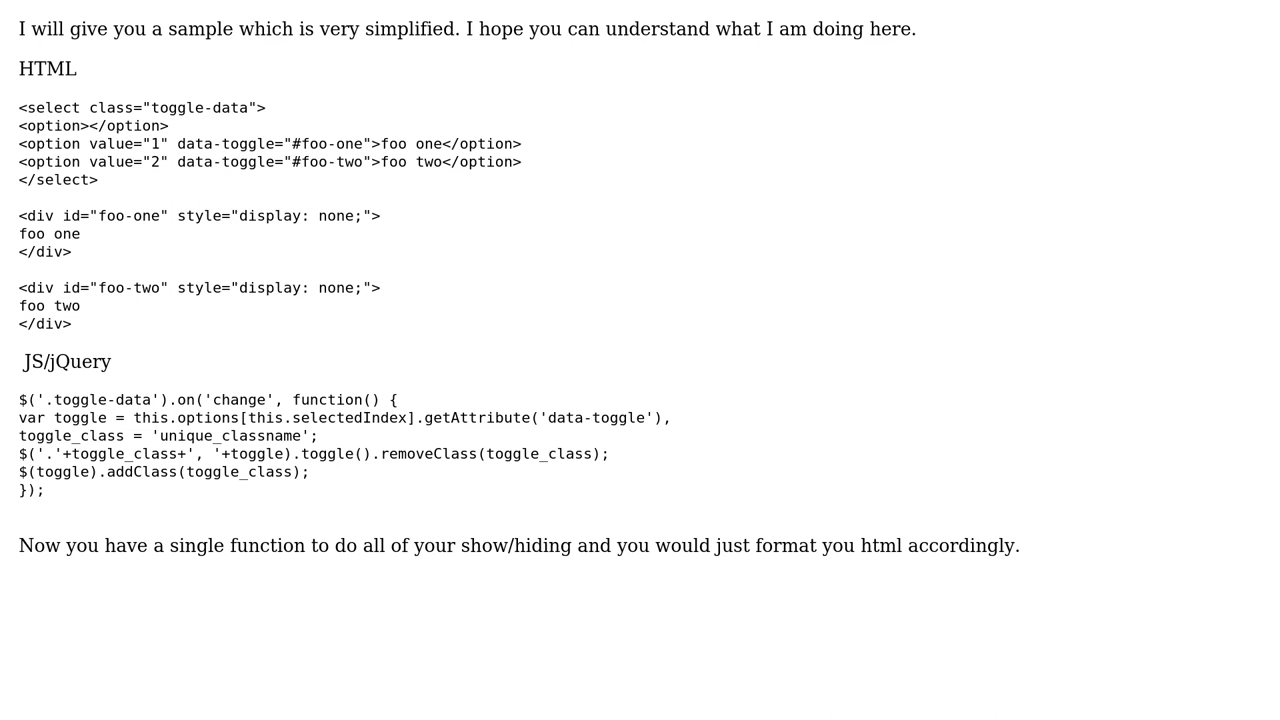 I will give you a sample which is very simplified. I hope you can understand what I am doing here.
HTML
<select class="toggle-data">
<option></option>
<option value="1" data-toggle="#foo-one">foo one</option>
<option value="2" data-toggle="#foo-two">foo two</option>
</select>
<div id="foo-one" style="display: none;">
foo one
</div>
<div id="foo-two" style="display: none;">
foo two
</div>
JS/jQuery
$('.toggle-data').on('change', function() {
var toggle = this.options[this.selectedIndex].getAttribute('data-toggle'),
toggle_class = 'unique_classname';
$('.'+toggle_class+', '+toggle).toggle().removeClass(toggle_class);
$(toggle).addClass(toggle_class);
});
Now you have a single function to do all of your show/hiding and you would just format you html accordingly.